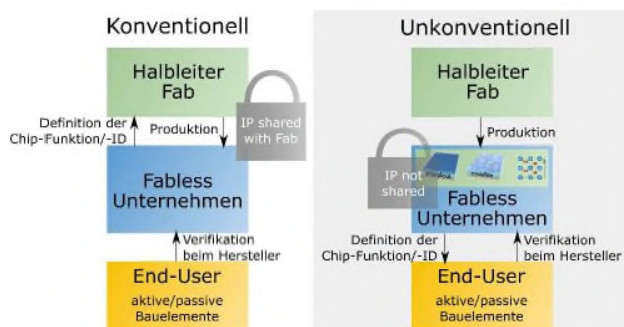 Konventionell
Halbleiter
Fab
IP shared
with Fab
Definition der
Chip-Funktion/-ID
Produktion
Fabless
Unternehmen
Verifikation
beim Hersteller
End-User
aktive/passive
Bauelemente
Unkonventionell
Halbleiter
Fab
Produktion
IP not
shared
Fabless
Unternehmen
Definition der
Chip-Funktion/-ID
Verifikation
beim Hersteller
End-User
aktive/passive
Bauelemente